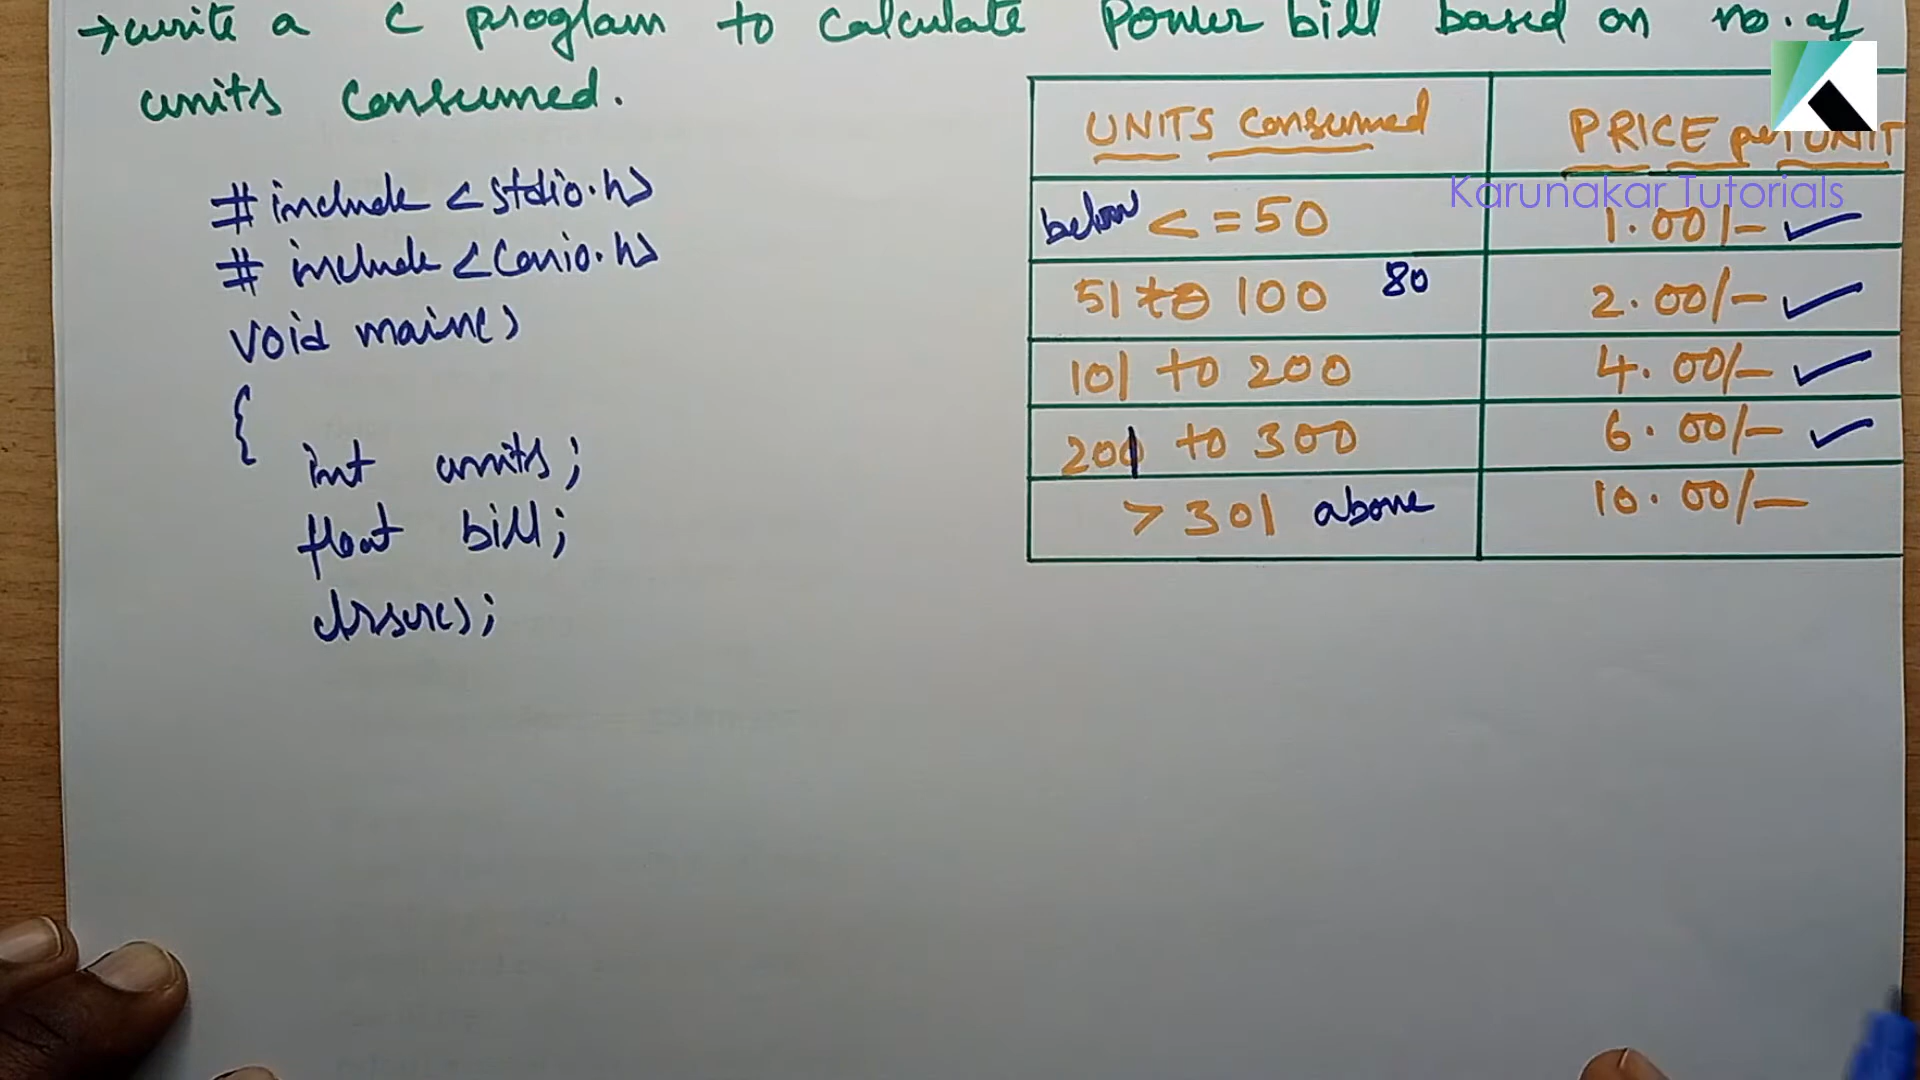 →write a C program to calculate Power bill based on no. of
units consumed.
#include <stdio.h>
# include <conio.h>
void main()
{
int units;
float bill;
clrscr();
UNITS Consumed PRICE per UNIT
Karunakar Tutorials
below <=50 1.00/- ✓
51 to 100 80 2.00/- ✓
101 to 200 4.00/- ✓
201 to 300 6.00/- ✓
> 301 above 10.00/-